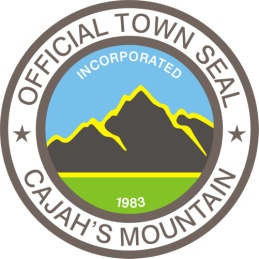 OFFICIAL TOWN SEAL
INCORPORATED
1983
CAJAH'S MOUNTAIN